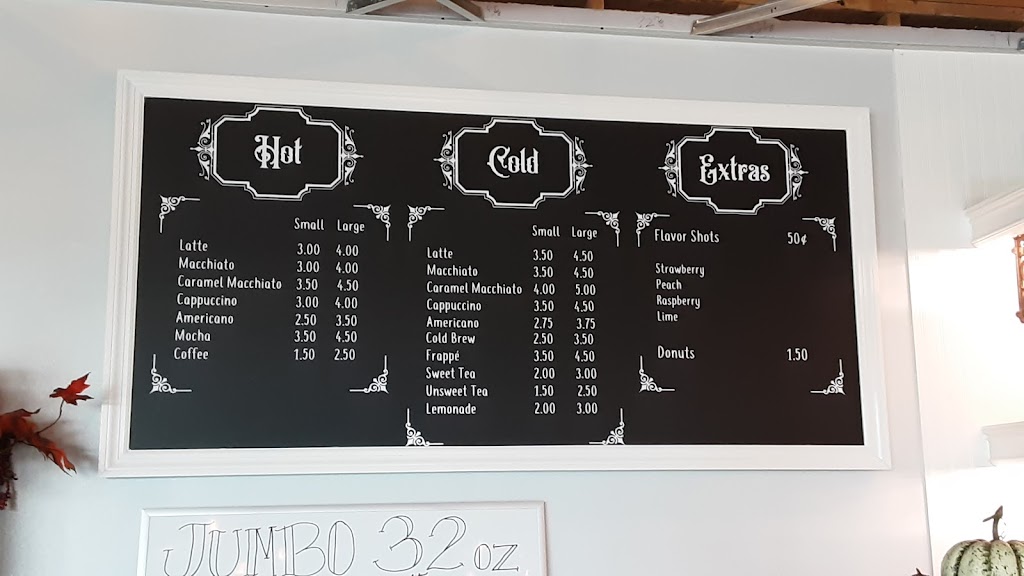 Hot
Small Large
Latte 3.00 4.00
Macchiato 3.00 4.00
Caramel Macchiato 3.50 4.50
Cappuccino 3.00 4.00
Americano 2.50 3.50
Mocha 3.50 4.50
Coffee 1.50 2.50
Cold
Small Large
Latte 3.50 4.50
Macchiato 3.50 4.50
Caramel Macchiato 4.00 5.00
Cappuccino 3.50 4.50
Americano 2.75 3.75
Cold Brew 2.50 3.50
Frappé 3.50 4.50
Sweet Tea 2.00 3.00
Unsweet Tea 1.50 2.50
Lemonade 2.00 3.00
Extras
Flavor Shots 50¢
Strawberry
Peach
Raspberry
Lime
Donuts 1.50
JUMBO 32 oz